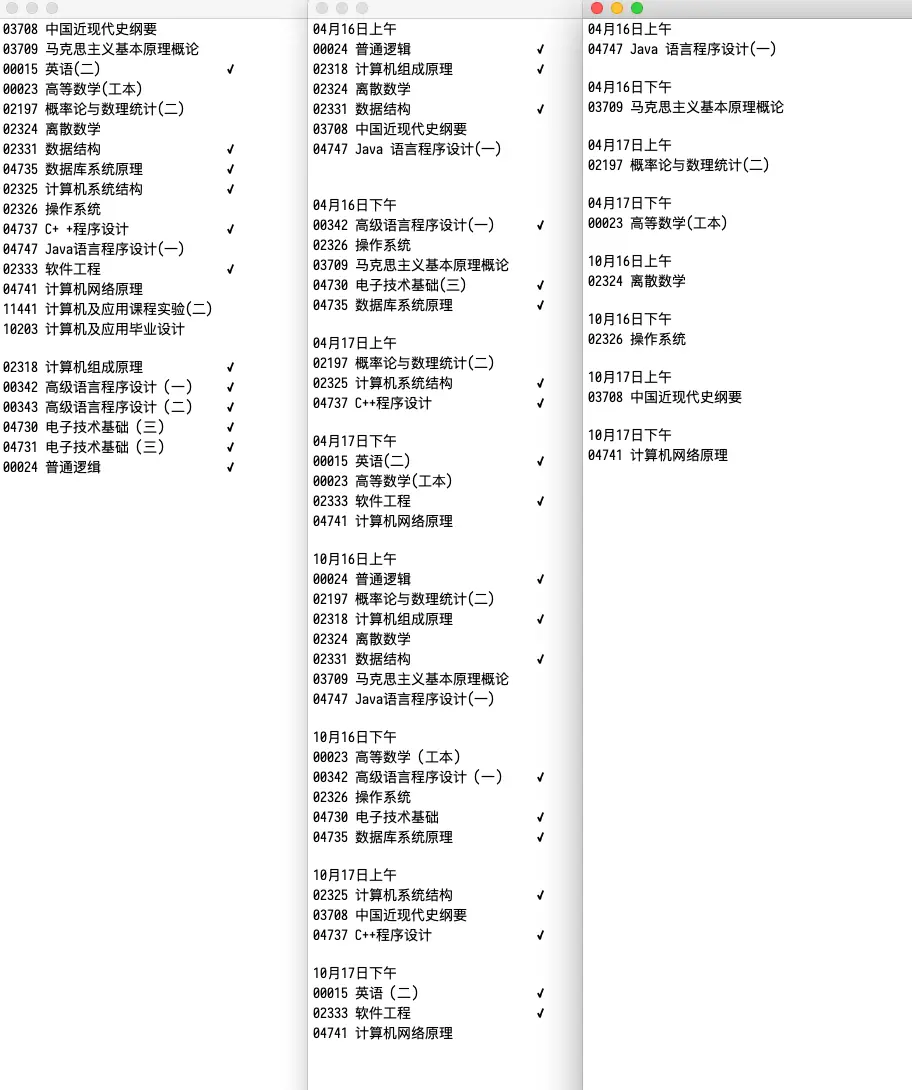 03708 中国近现代史纲要
03709 马克思主义基本原理概论
00015 英语(二) ✓
00023 高等数学(工本)
02197 概率论与数理统计(二)
02324 离散数学
02331 数据结构 ✓
04735 数据库系统原理 ✓
02325 计算机系统结构 ✓
02326 操作系统
04737 C+ +程序设计 ✓
04747 Java语言程序设计(一)
02333 软件工程 ✓
04741 计算机网络原理
11441 计算机及应用课程实验(二)
10203 计算机及应用毕业设计
02318 计算机组成原理 ✓
00342 高级语言程序设计（一） ✓
00343 高级语言程序设计（二） ✓
04730 电子技术基础（三） ✓
04731 电子技术基础（三） ✓
00024 普通逻缉 ✓
04月16日上午
00024 普通逻辑 ✓
02318 计算机组成原理 ✓
02324 离散数学
02331 数据结构 ✓
03708 中国近现代史纲要
04747 Java 语言程序设计(一)
04月16日下午
00342 高级语言程序设计(一) ✓
02326 操作系统
03709 马克思主义基本原理概论
04730 电子技术基础(三) ✓
04735 数据库系统原理 ✓
04月17日上午
02197 概率论与数理统计(二)
02325 计算机系统结构 ✓
04737 C++程序设计 ✓
04月17日下午
00015 英语(二) ✓
00023 高等数学(工本)
02333 软件工程 ✓
04741 计算机网络原理
10月16日上午
00024 普通逻辑 ✓
02197 概率论与数理统计(二)
02318 计算机组成原理 ✓
02324 离散数学
02331 数据结构 ✓
03709 马克思主义基本原理概论
04747 Java语言程序设计(一)
10月16日下午
00023 高等数学（工本）
00342 高级语言程序设计（一） ✓
02326 操作系统
04730 电子技术基础 ✓
04735 数据库系统原理 ✓
10月17日上午
02325 计算机系统结构 ✓
03708 中国近现代史纲要
04737 C++程序设计 ✓
10月17日下午
00015 英语（二） ✓
02333 软件工程 ✓
04741 计算机网络原理
04月16日上午
04747 Java 语言程序设计(一)
04月16日下午
03709 马克思主义基本原理概论
04月17日上午
02197 概率论与数理统计(二)
04月17日下午
00023 高等数学(工本)
10月16日上午
02324 离散数学
10月16日下午
02326 操作系统
10月17日上午
03708 中国近现代史纲要
10月17日下午
04741 计算机网络原理